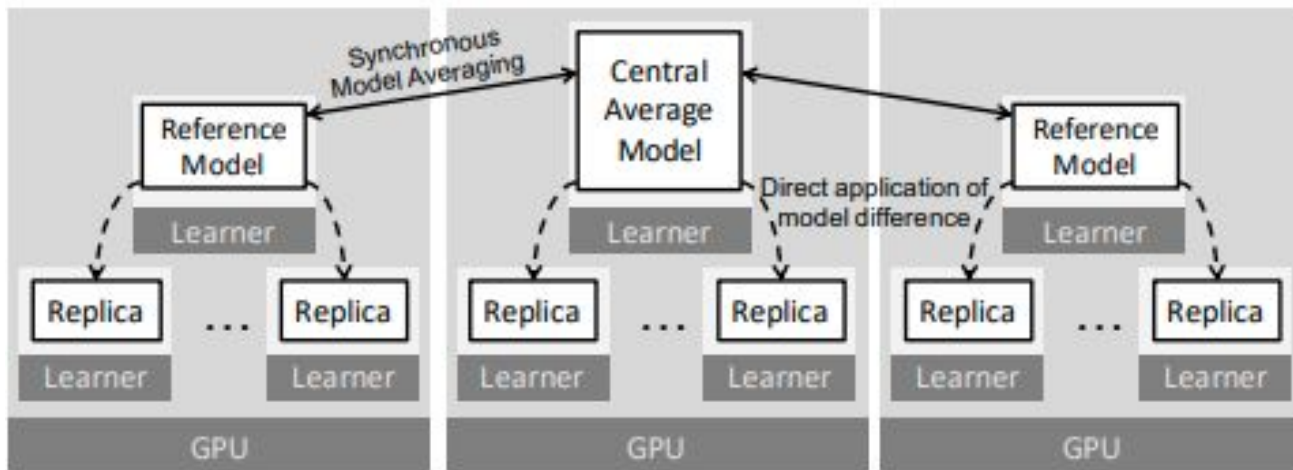 Synchronous
Model Averaging
Central
Average
Model
Reference
Model
Reference
Model
Direct application of
model difference
Learner
Learner
Learner
Replica
...
Replica
Replica
...
Replica
Replica
...
Replica
Learner
Learner
Learner
Learner
Learner
Learner
GPU
GPU
GPU